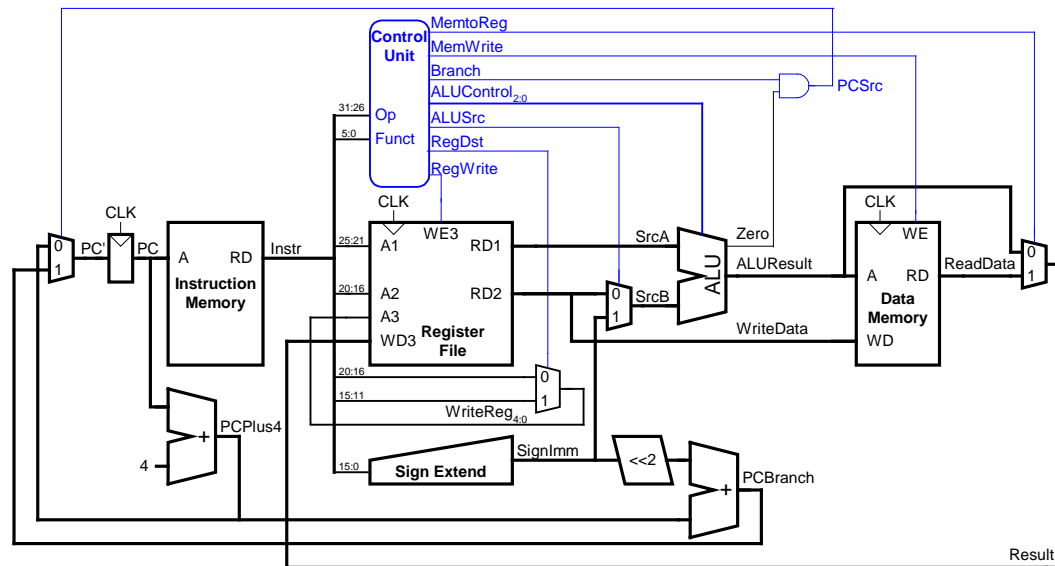 MemtoReg
Control Unit
MemWrite
Branch
PCSrc
ALUControl2:0
31:26
Op
ALUSrc
5:0
Funct
RegDst
RegWrite
CLK
CLK
CLK
0
1
PC'
PC
A
RD
Instruction Memory
Instr
25:21
A1
WE3
RD1
SrcA
Zero
WE
0
1
20:16
A2
RD2
0
1
SrcB
ALU
ALUResult
A
RD
ReadData
Data Memory
A3
Register File
WD3
WriteData
WD
20:16
0
15:11
1
WriteReg4:0
PCPlus4
+
4
SignImm
15:0
Sign Extend
<<2
+
PCBranch
Result